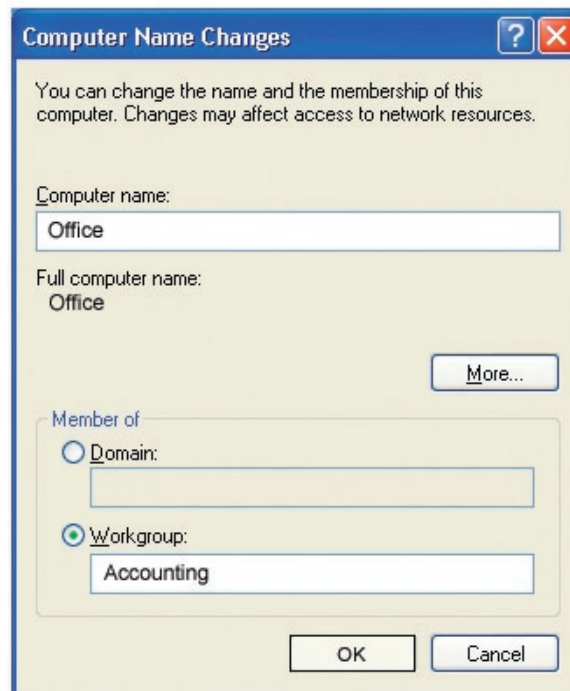 Computer Name Changes
You can change the name and the membership of this
computer. Changes may affect access to network resources.
Computer name:
Office
Full computer name:
Office
More...
Member of
Domain:
Workgroup:
Accounting
OK
Cancel